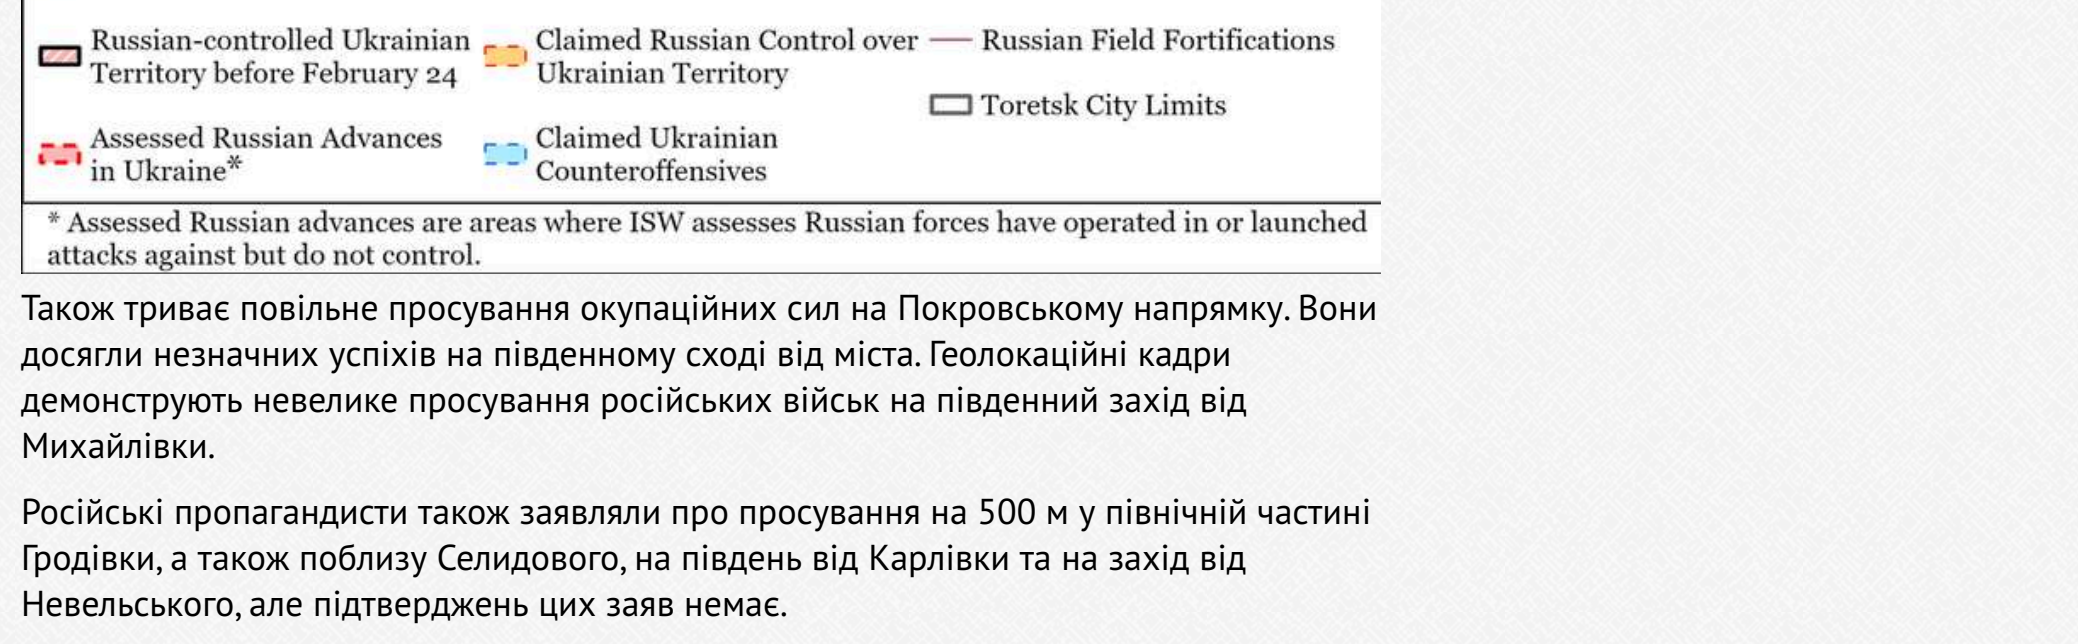 Russian-controlled Ukrainian
Territory before February 24
Claimed Russian Control over
Ukrainian Territory
Russian Field Fortifications
Toretsk City Limits
Assessed Russian Advances
in Ukraine*
Claimed Ukrainian
Counteroffensives
* Assessed Russian advances are areas where ISW assesses Russian forces have operated in or launched
attacks against but do not control.
Також триває повільне просування окупаційних сил на Покровському напрямку. Вони
досягли незначних успіхів на південному сході від міста. Геолокаційні кадри
демонструють невелике просування російських військ на південний захід від
Михайлівки.
Російські пропагандисти також заявляли про просування на 500 м у північній частині
Гродівки, а також поблизу Селидового, на південь від Карлівки та на захід від
Невельського, але підтверджень цих заяв немає.